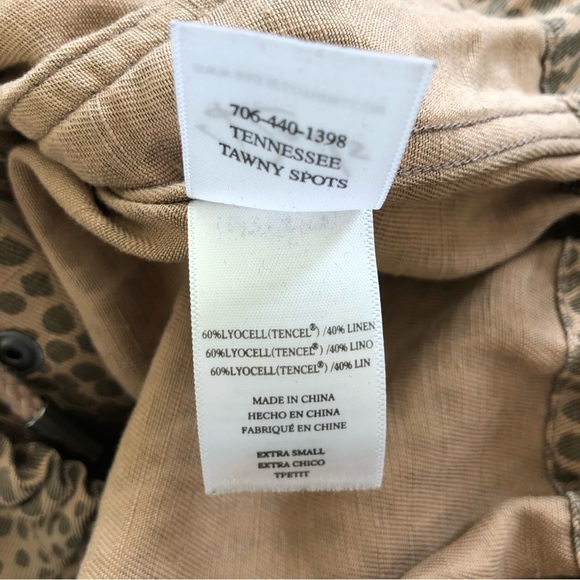 706-440-1398
TENNESSEE
TAWNY SPOTS
60%LYOCELL(TENCEL®) /40% LINEN
60%LYOCELL(TENCEL®) /40% LINO
60%LYOCELL(TENCEL®) /40% LIN
MADE IN CHINA
HECHO EN CHINA
FABRIQUÉ EN CHINE
EXTRA SMALL
EXTRA CHICO
TPETIT